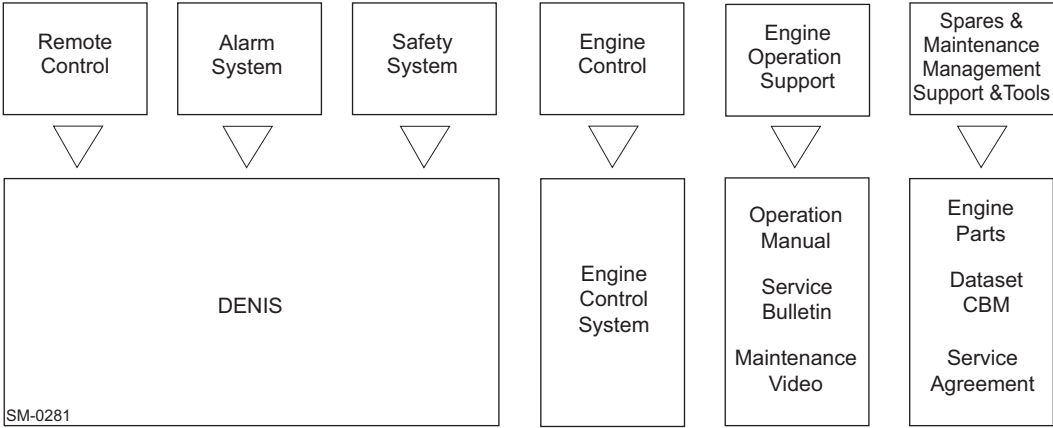 Remote
Control
Alarm
System
Safety
System
Engine
Control
Engine
Operation
Support
Spares &
Maintenance
Management
Support &Tools
DENIS
SM-0281
Engine
Control
System
Operation
Manual
Service
Bulletin
Maintenance
Video
Engine
Parts
Dataset
CBM
Service
Agreement